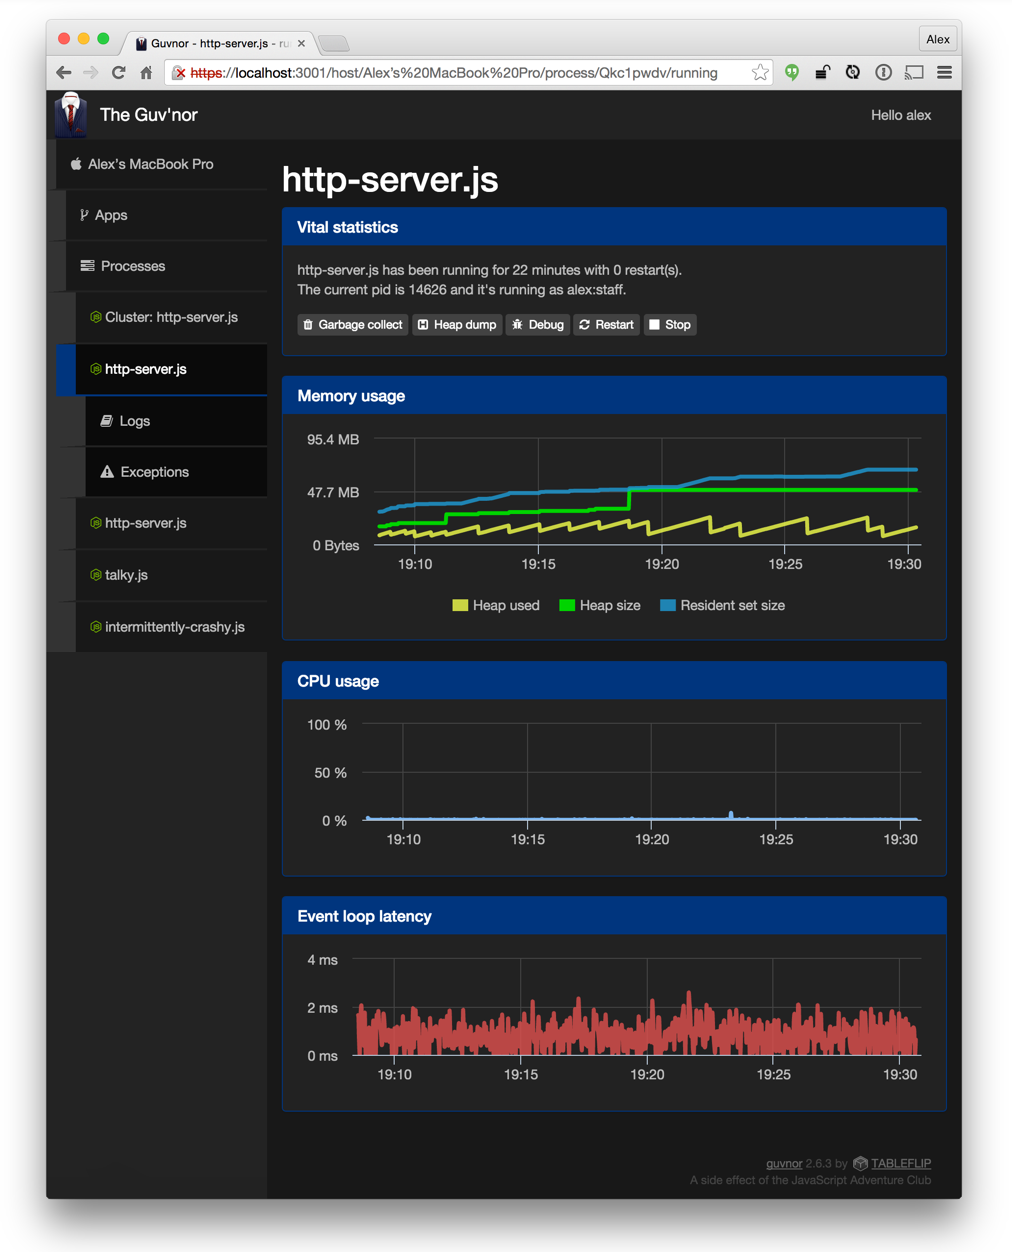 Guvnor - http-server.js - ru
Alex
https://localhost:3001/host/Alex's%20MacBook%20Pro/process/Qkc1pwdv/running
The Guv'nor
Hello alex
Alex's MacBook Pro
Apps
Processes
Cluster: http-server.js
http-server.js
Logs
Exceptions
http-server.js
talky.js
intermittently-crashy.js
http-server.js
Vital statistics
http-server.js has been running for 22 minutes with 0 restart(s).
The current pid is 14626 and it's running as alex:staff.
Garbage collect Heap dump Debug Restart Stop
Memory usage
95.4 MB
47.7 MB
0 Bytes
19:10 19:15 19:20 19:25 19:30
Heap used Heap size Resident set size
CPU usage
100 %
50 %
0 %
19:10 19:15 19:20 19:25 19:30
Event loop latency
4 ms
2 ms
0 ms
19:10 19:15 19:20 19:25 19:30
guvnor 2.6.3 by TABLEFLIP
A side effect of the JavaScript Adventure Club